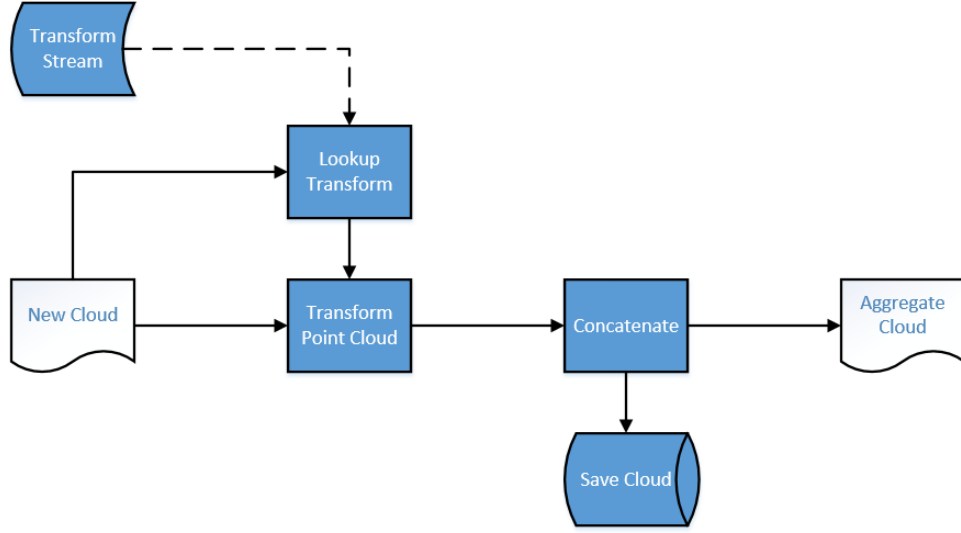 Transform
Stream
Lookup
Transform
New Cloud
Transform
Point Cloud
Concatenate
Aggregate
Cloud
Save Cloud